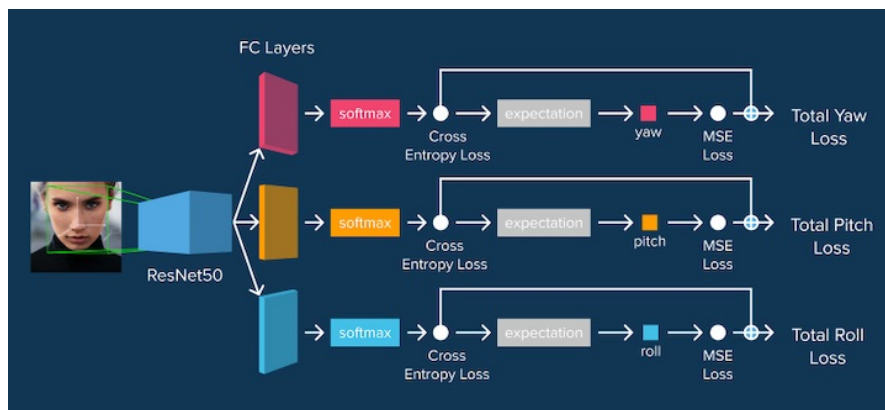 FC Layers
softmax
expectation
Cross
Entropy Loss
yaw
MSE
Loss
Total Yaw
Loss
ResNet50
softmax
expectation
Cross
Entropy Loss
pitch
MSE
Loss
Total Pitch
Loss
softmax
expectation
Cross
Entropy Loss
roll
MSE
Loss
Total Roll
Loss